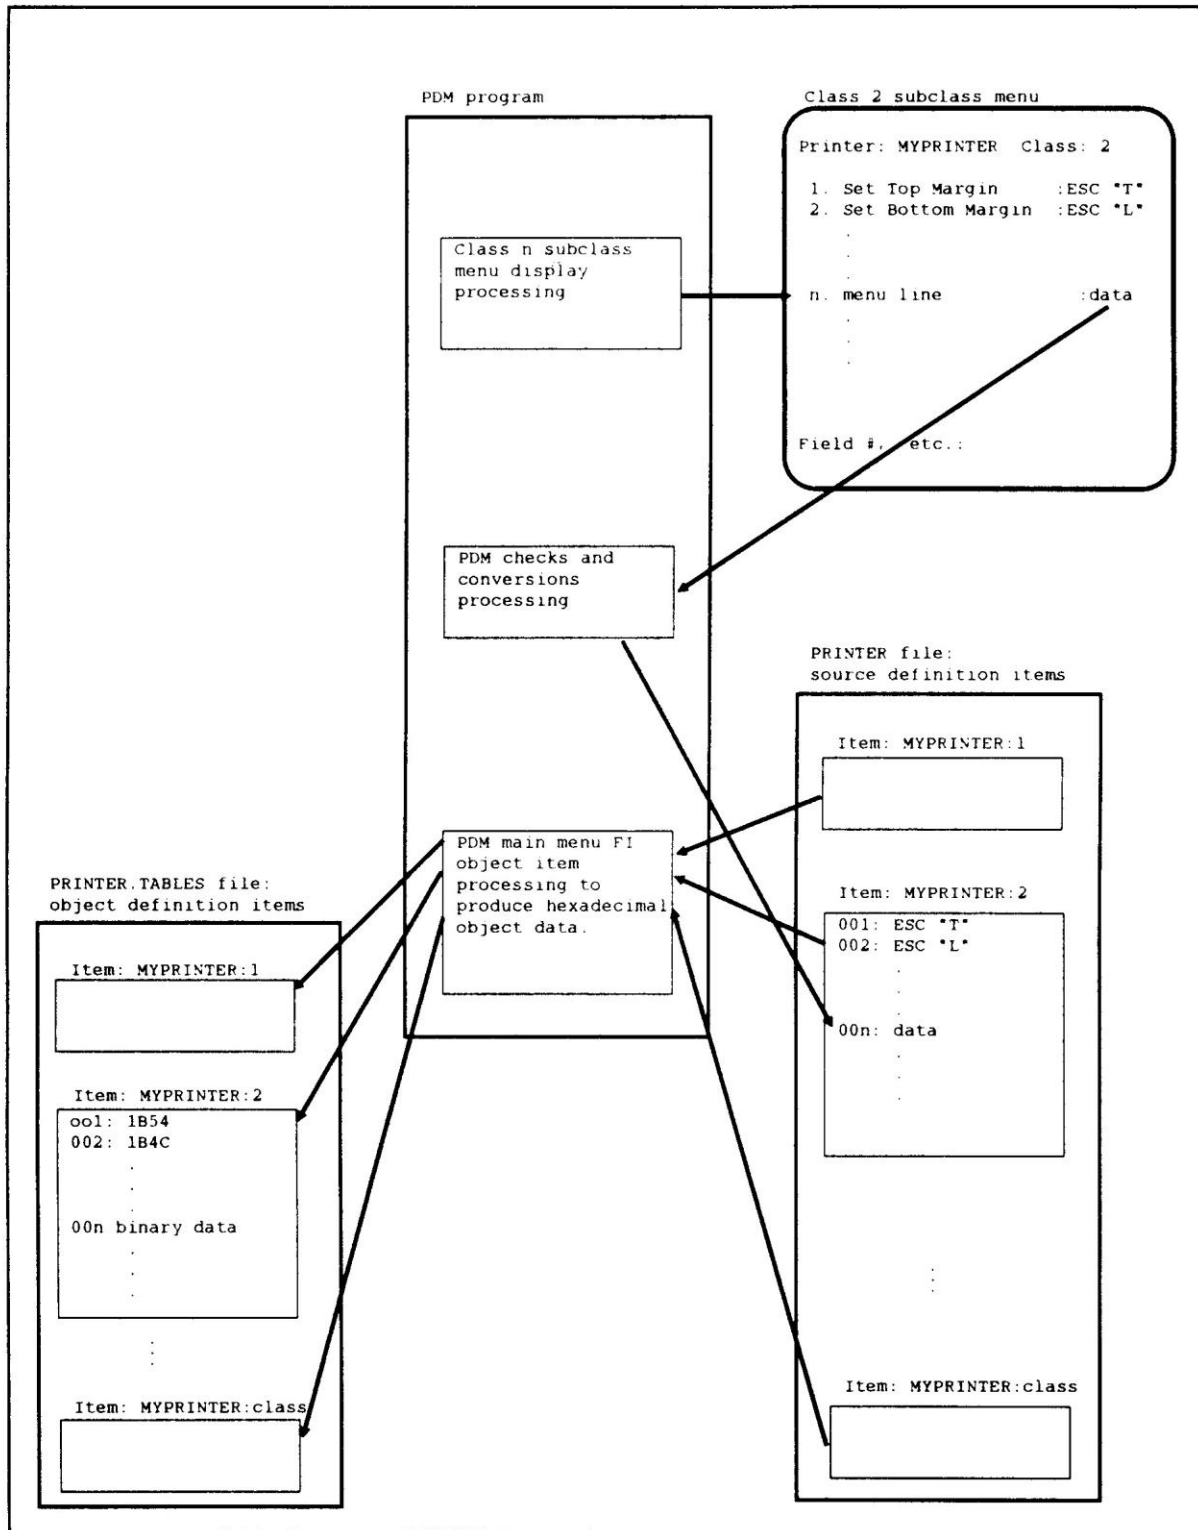 PDM program
Class 2 subclass menu
Printer: MYPRINTER Class: 2
1. Set Top Margin :ESC "T"
2. Set Bottom Margin :ESC "L"
.
.
.
n. menu line :data
.
.
.
Field #, etc.:
Class n subclass
menu display
processing
PDM checks and
conversions
processing
PRINTER file:
source definition items
Item: MYPRINTER:1
Item: MYPRINTER:2
001: ESC "T"
002: ESC "L"
.
.
.
00n: data
.
.
.
.
.
.
Item: MYPRINTER:class
PDM main menu FI
object item
processing to
produce hexadecimal
object data.
PRINTER.TABLES file:
object definition items
Item: MYPRINTER:1
Item: MYPRINTER:2
oo1: 1B54
002: 1B4C
.
.
.
00n binary data
.
.
.
.
.
.
Item: MYPRINTER:class